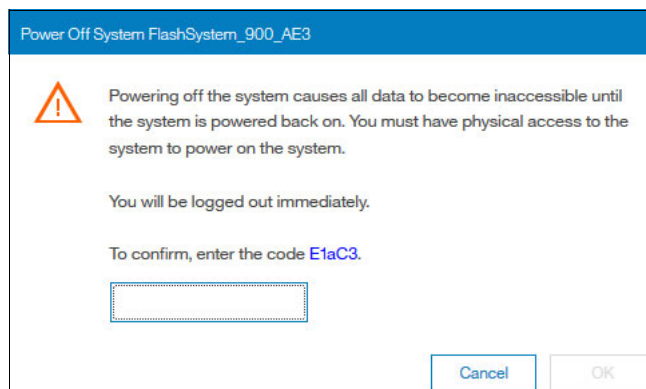 Power Off System FlashSystem_900_AE3
Powering off the system causes all data to become inaccessible until
the system is powered back on. You must have physical access to the
system to power on the system.
You will be logged out immediately.
To confirm, enter the code E1aC3.
Cancel
OK